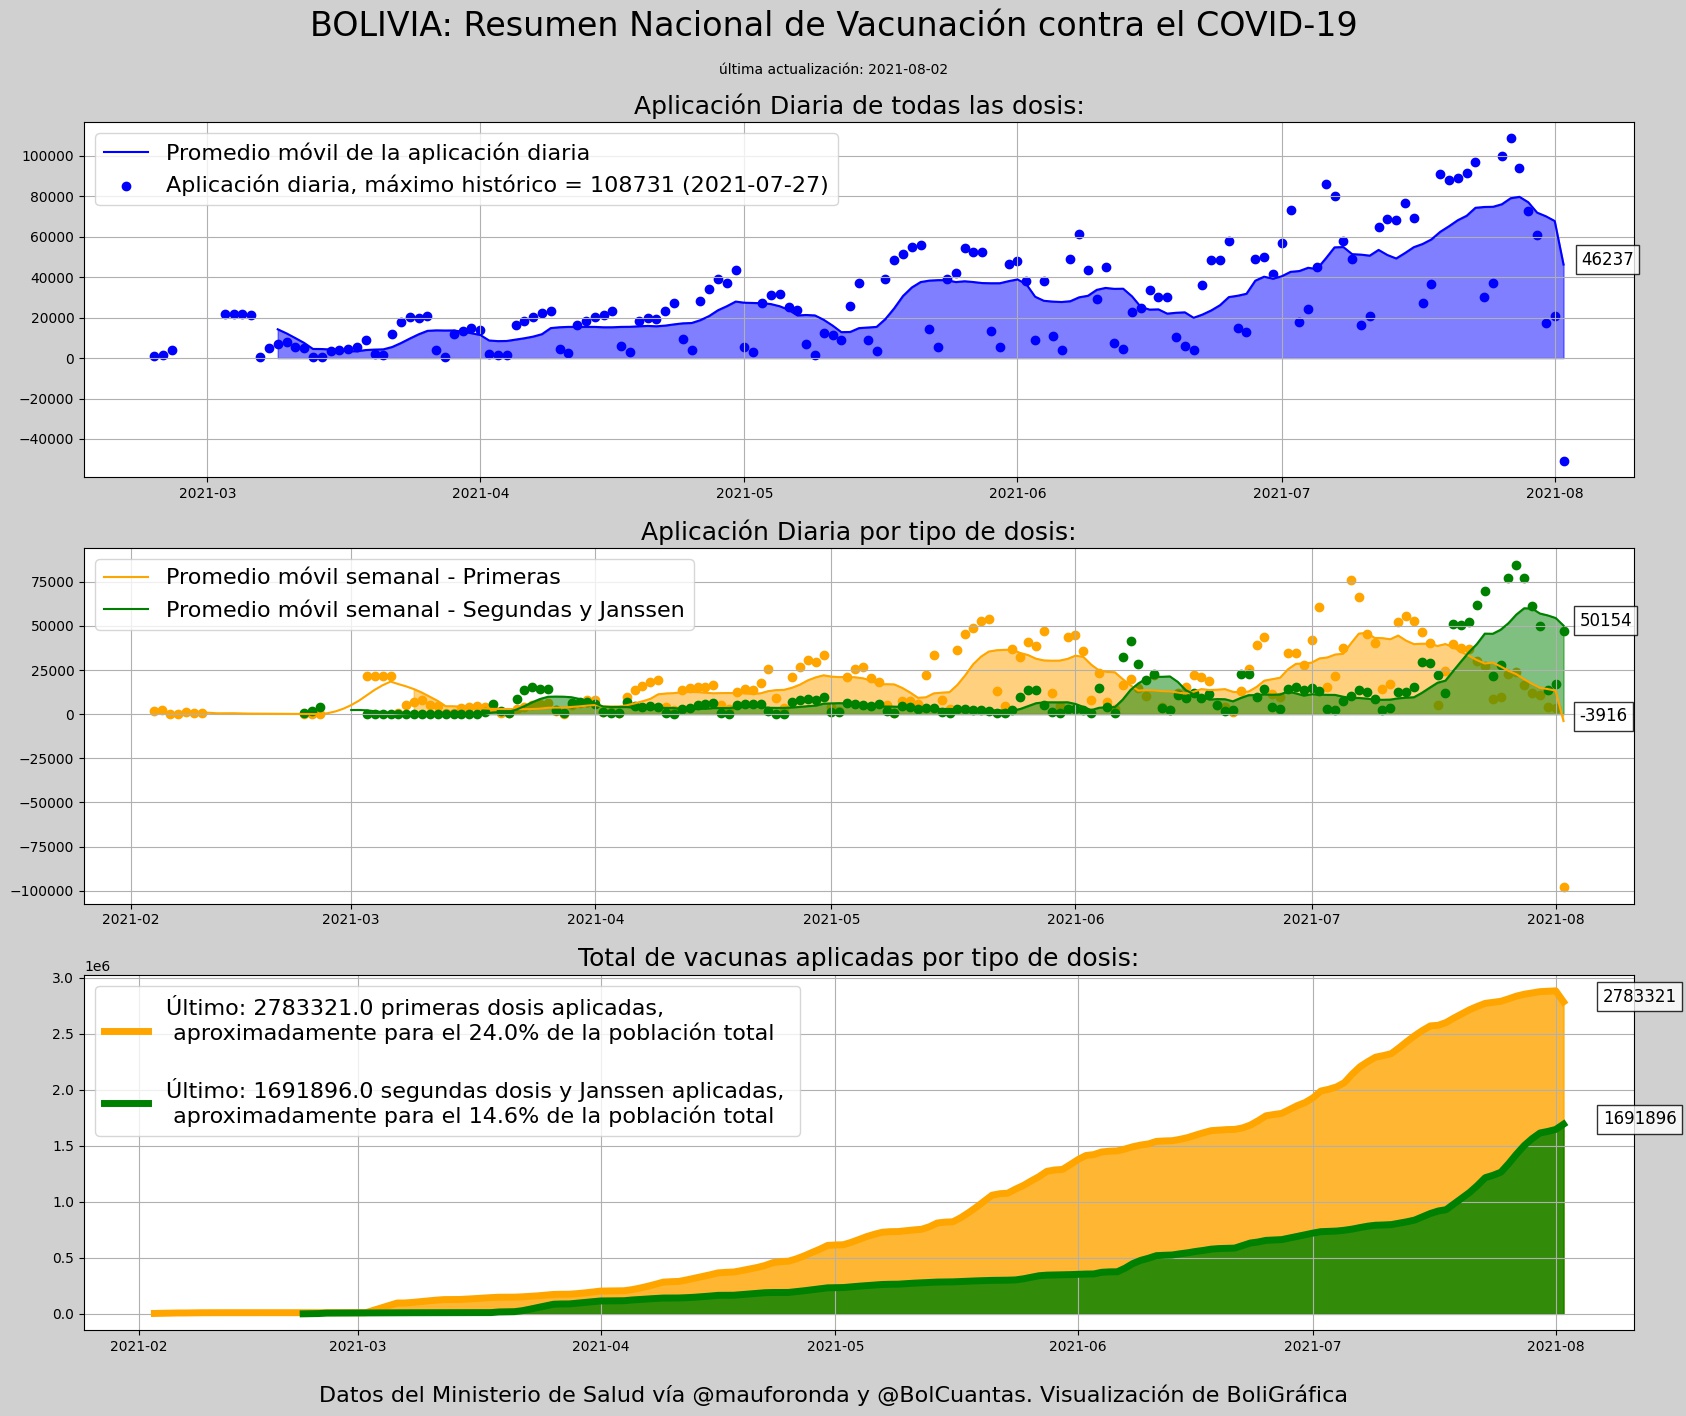 BOLIVIA: Resumen Nacional de Vacunación contra el COVID-19
última actualización: 2021-08-02
Aplicación Diaria de todas las dosis:
Promedio móvil de la aplicación diaria
Aplicación diaria, máximo histórico = 108731 (2021-07-27)
100000
80000
60000
40000
20000
0
−20000
−40000
46237
2021-03 2021-04 2021-05 2021-06 2021-07 2021-08
Aplicación Diaria por tipo de dosis:
Promedio móvil semanal - Primeras
Promedio móvil semanal - Segundas y Janssen
75000
50000
25000
0
−25000
−50000
−75000
−100000
50154
-3916
2021-02 2021-03 2021-04 2021-05 2021-06 2021-07 2021-08
Total de vacunas aplicadas por tipo de dosis:
1e6
Último: 2783321.0 primeras dosis aplicadas,
aproximadamente para el 24.0% de la población total
Último: 1691896.0 segundas dosis y Janssen aplicadas,
aproximadamente para el 14.6% de la población total
3.0
2.5
2.0
1.5
1.0
0.5
0.0
2783321
1691896
2021-02 2021-03 2021-04 2021-05 2021-06 2021-07 2021-08
Datos del Ministerio de Salud vía @mauforonda y @BolCuantas. Visualización de BoliGráfica